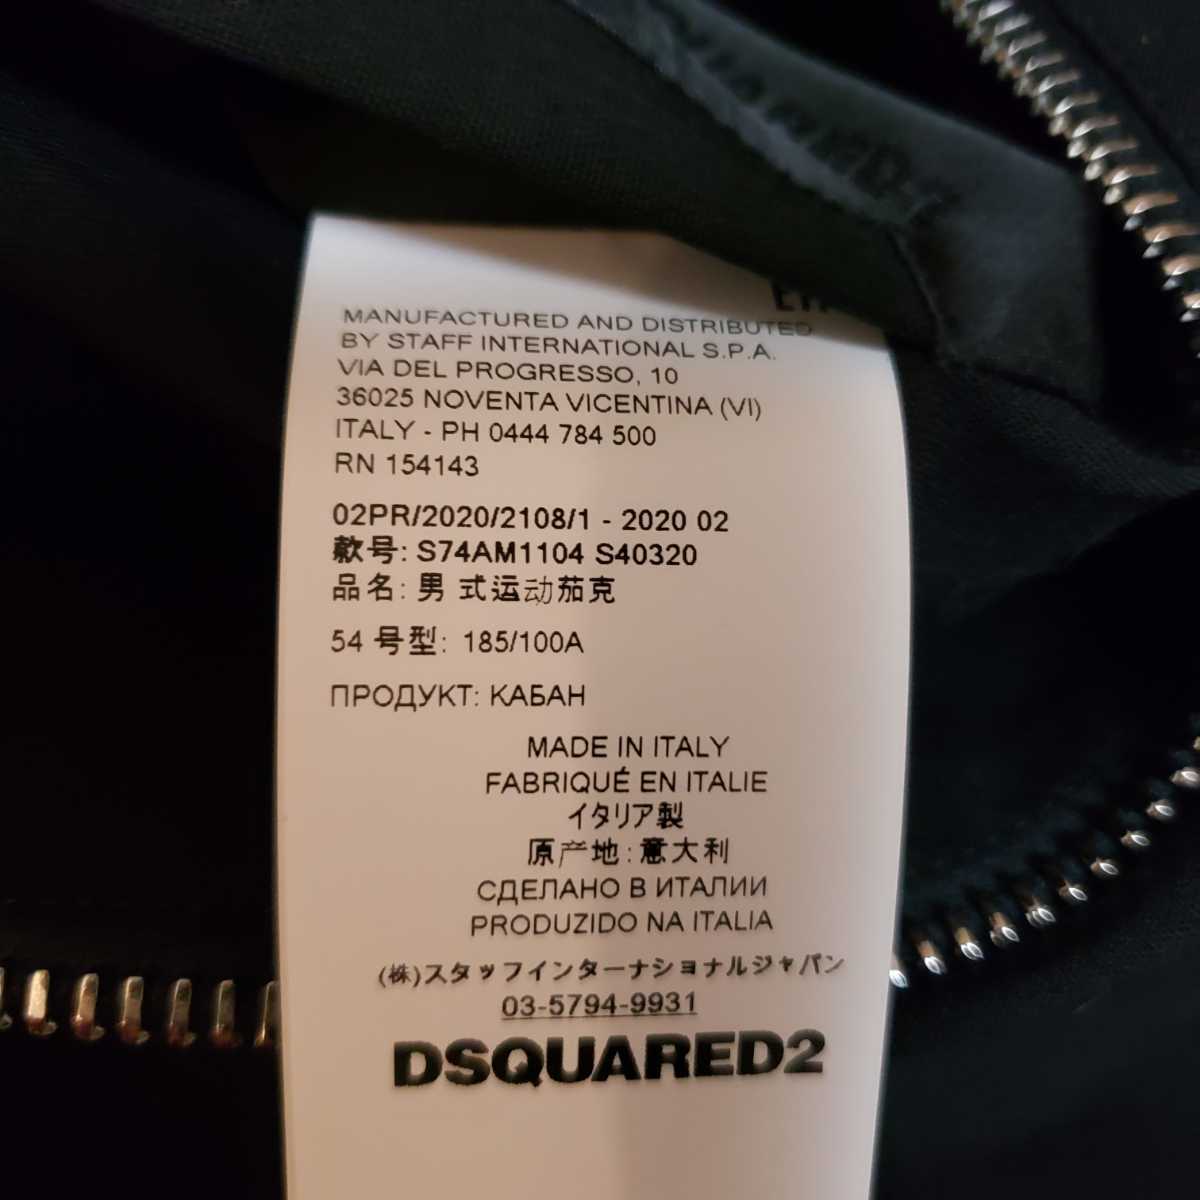 MANUFACTURED AND DISTRIBUTED
BY STAFF INTERNATIONAL S.P.A.
VIA DEL PROGRESSO, 10
36025 NOVENTA VICENTINA (VI)
ITALY - PH 0444 784 500
RN 154143
02PR/2020/2108/1 - 2020 02
款号: S74AM1104 S40320
品名: 男 式运动茄克
54 号型: 185/100A
ПРОДУКТ: КАБАН
MADE IN ITALY
FABRIQUÉ EN ITALIE
イタリア製
原产地: 意大利
СДЕЛАНО В ИТАЛИИ
PRODUZIDO NA ITALIA
(株)スタッフインターナショナルジャパン
03-5794-9931
DSQUARED2